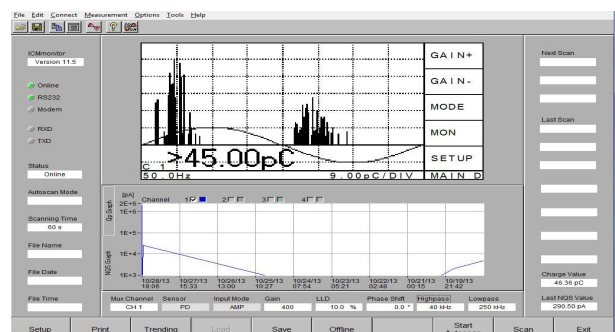 File Edit Connect Measurement Options Tools Help
ICMmonitor
Version 11.5
Online
RS232
Modem
RXD
TXD
Status
Online
Autoscan Mode
Scanning Time
60 s
File Name
File Date
File Time
GAIN+
GAIN-
MODE
MON
SETUP
MAIN D
C 1
>45.00pC
50.0Hz 9.00pC/DIV
[pA] Channel 1 2 3 4
2E+6
1E+6
1E+5
1E+4
1E+3
Qp Graph
NQS Graph
10/28/13 10/27/13 10/26/13 10/24/13 10/23/13 10/22/13 10/21/13 10/19/13
18:06 15:33 13:00 07:54 05:21 02:48 00:15 21:42
Mux Channel Sensor Input Mode Gain LLD Phase Shift Highpass Lowpass
CH 1 PD AMP 400 10.0 % 0.0 ° 40 kHz 250 kHz
Next Scan
Last Scan
Charge Value
46.36 pC
Last NQS Value
290.50 pA
Setup Print Trending Load Save Offline Start Scan Exit